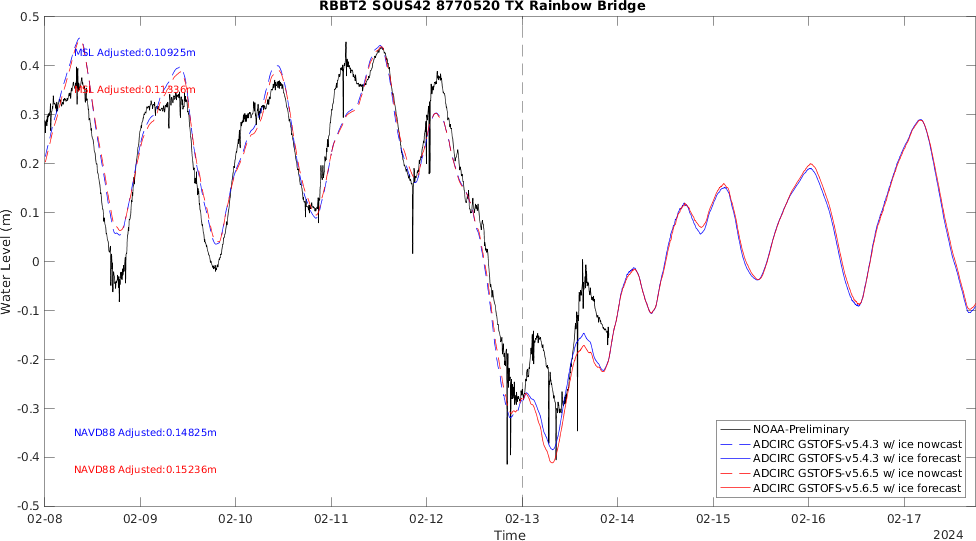 RBBT2 SOUS42 8770520 TX Rainbow Bridge
0.5
0.4
0.3
0.2
0.1
0
-0.1
-0.2
-0.3
-0.4
-0.5
Water Level (m)
MSL Adjusted:0.10925m
MSL Adjusted:0.11336m
NAVD88 Adjusted:0.14825m
NAVD88 Adjusted:0.15236m
NOAA-Preliminary
ADCIRC GSTOFS-v5.4.3 w/ ice nowcast
ADCIRC GSTOFS-v5.4.3 w/ ice forecast
ADCIRC GSTOFS-v5.6.5 w/ ice nowcast
ADCIRC GSTOFS-v5.6.5 w/ ice forecast
02-08 02-09 02-10 02-11 02-12 02-13 02-14 02-15 02-16 02-17
Time
2024